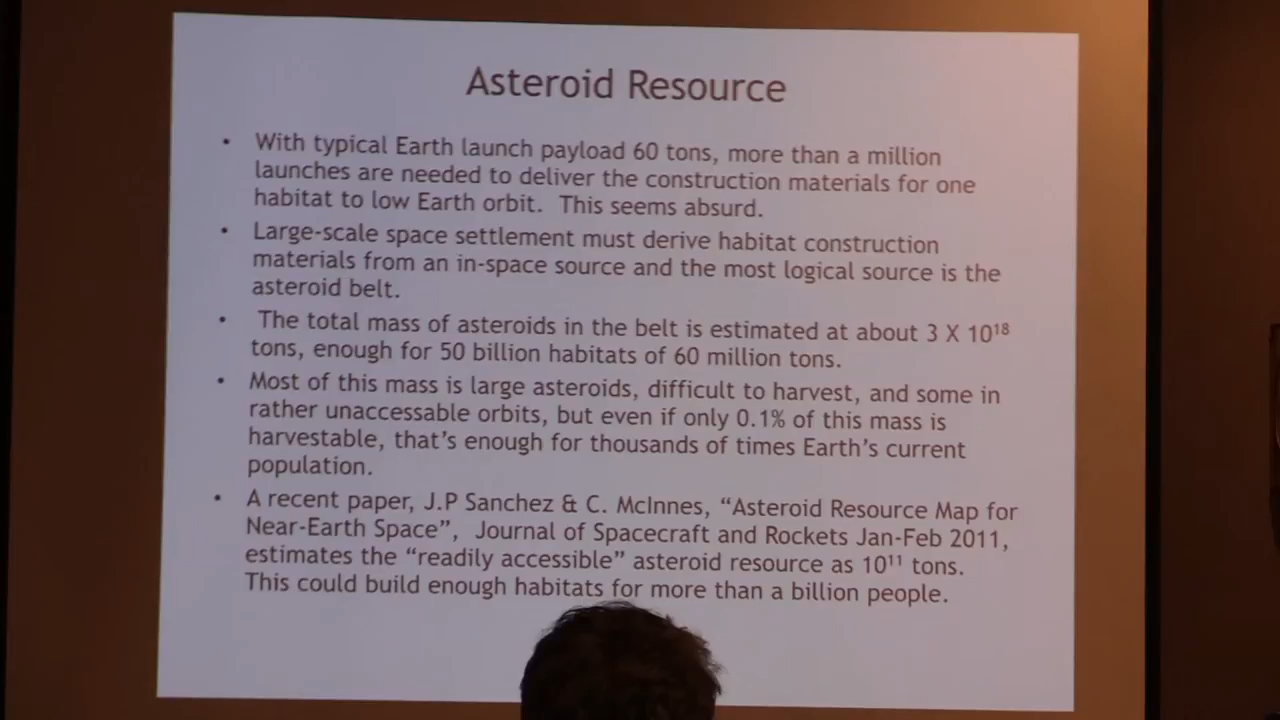 Asteroid Resource
• With typical Earth launch payload 60 tons, more than a million
launches are needed to deliver the construction materials for one
habitat to low Earth orbit. This seems absurd.
• Large-scale space settlement must derive habitat construction
materials from an in-space source and the most logical source is the
asteroid belt.
• The total mass of asteroids in the belt is estimated at about 3 X 10¹⁸
tons, enough for 50 billion habitats of 60 million tons.
• Most of this mass is large asteroids, difficult to harvest, and some in
rather unaccessable orbits, but even if only 0.1% of this mass is
harvestable, that's enough for thousands of times Earth's current
population.
• A recent paper, J.P Sanchez & C. McInnes, “Asteroid Resource Map for
Near-Earth Space”, Journal of Spacecraft and Rockets Jan-Feb 2011,
estimates the “readily accessible” asteroid resource as 10¹¹ tons.
This could build enough habitats for more than a billion people.